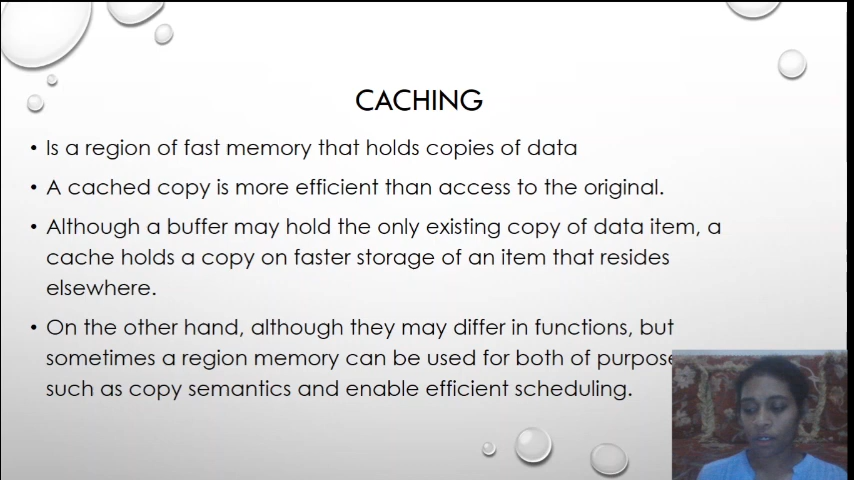 CACHING
• Is a region of fast memory that holds copies of data
• A cached copy is more efficient than access to the original.
• Although a buffer may hold the only existing copy of data item, a
cache holds a copy on faster storage of an item that resides
elsewhere.
• On the other hand, although they may differ in functions, but
sometimes a region memory can be used for both of purpose
such as copy semantics and enable efficient scheduling.